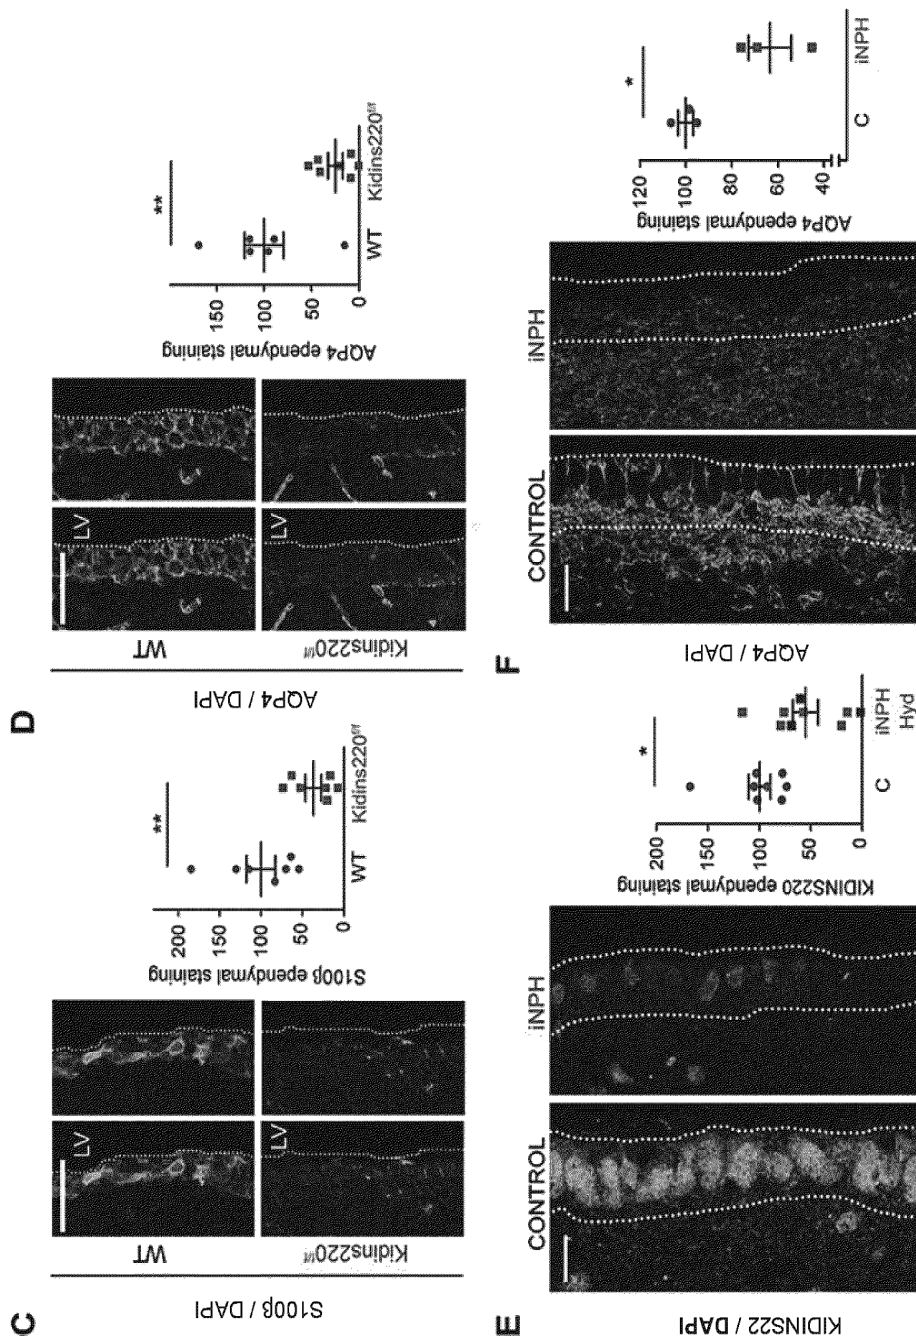 C
S100β / DAPI
WT
Kidins220f/f
LV
LV
S100β ependymal staining
200
150
100
50
0
**
WT
Kidins220f/f
D
AQP4 / DAPI
WT
Kidins220f/f
LV
LV
AQP4 ependymal staining
150
100
50
0
**
WT
Kidins220f/f
E
KIDINS22 / DAPI
CONTROL
iNPH
KIDINS220 ependymal staining
200
150
100
50
0
*
C
iNPH
Hyd
F
AQP4 / DAPI
CONTROL
iNPH
AQP4 ependymal staining
120
100
80
60
40
*
C
iNPH